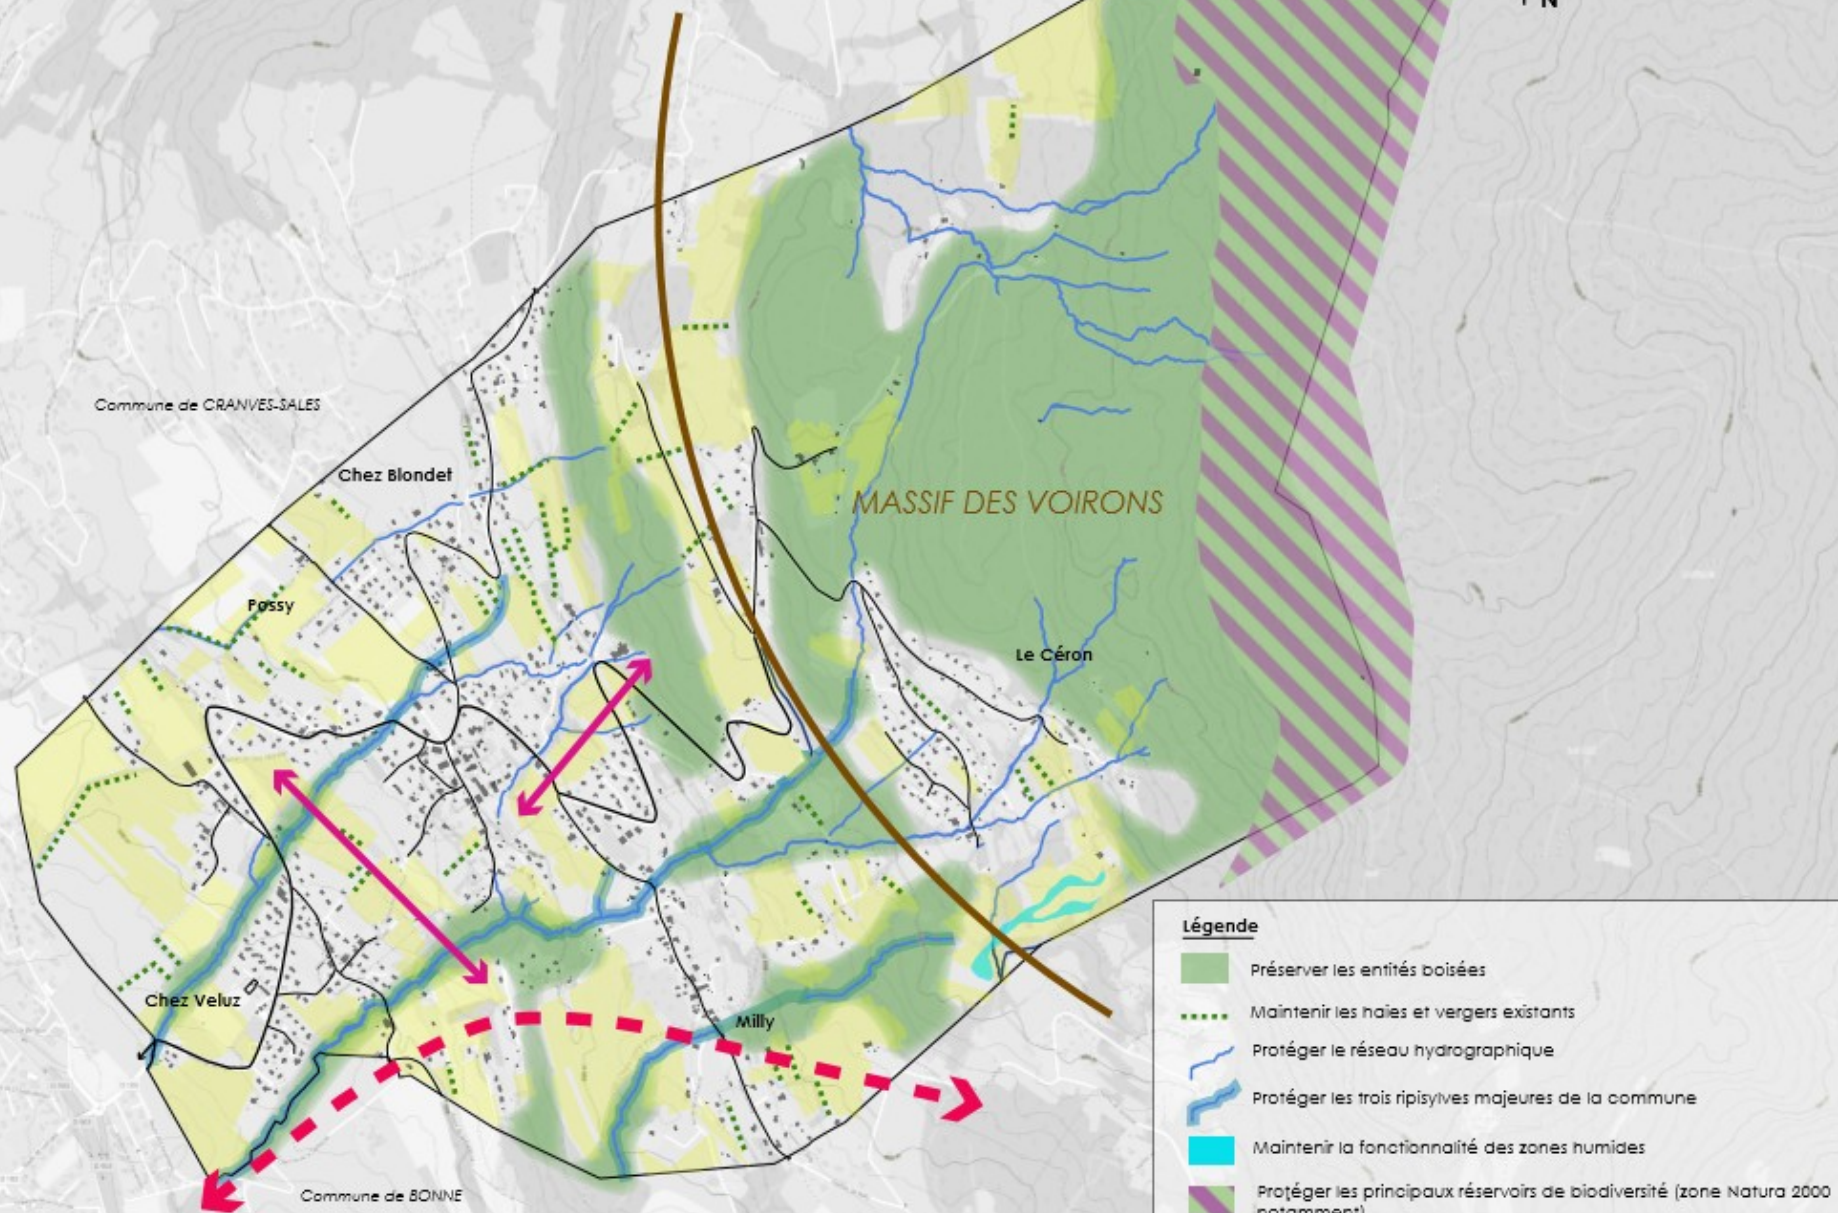 N
Commune de CRANVES-SALES
Chez Blondet
MASSIF DES VOIRONS
Possy
Le Céron
Légende
Préserver les entités boisées
Chez Veluz
Maintenir les haies et vergers existants
Milly
Protéger le réseau hydrographique
Protéger les trois ripisylves majeures de la commune
Maintenir la fonctionnalité des zones humides
Commune de BONNE
Protéger les principaux réservoirs de biodiversité (zone Natura 2000
notamment)